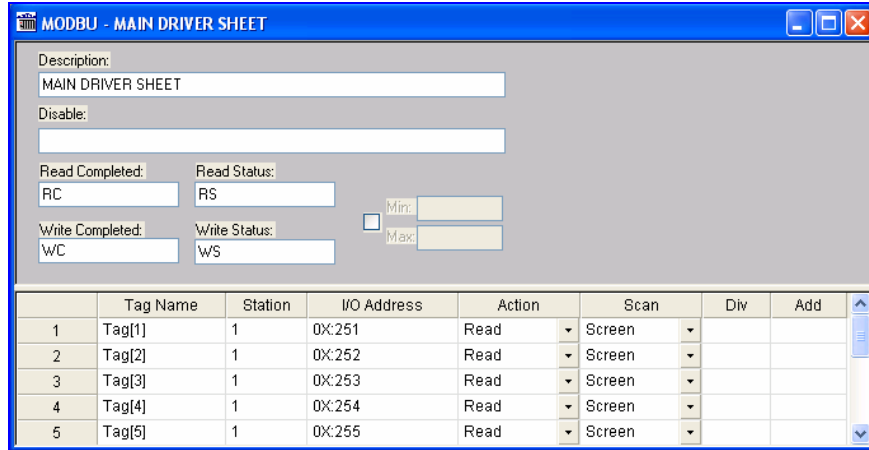 MODBU - MAIN DRIVER SHEET
Description:
MAIN DRIVER SHEET
Disable:
Read Completed: Read Status:
RC RS
Min:
Write Completed: Write Status:
Max:
WC WS
Tag Name Station I/O Address Action Scan Div Add
1 Tag[1] 1 0X:251 Read Screen
2 Tag[2] 1 0X:252 Read Screen
3 Tag[3] 1 0X:253 Read Screen
4 Tag[4] 1 0X:254 Read Screen
5 Tag[5] 1 0X:255 Read Screen